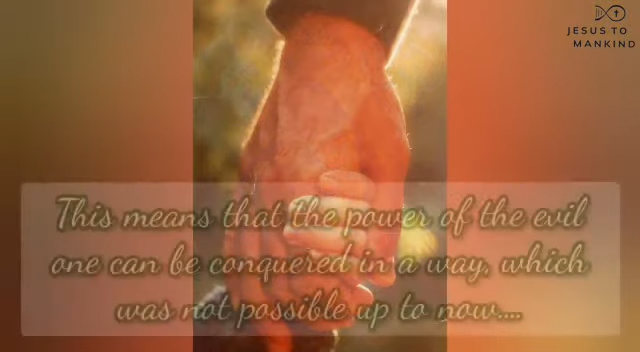 JESUS TO
MANKIND
This means that the power of the evil
one can be conquered in a way, which
was not possible up to now....